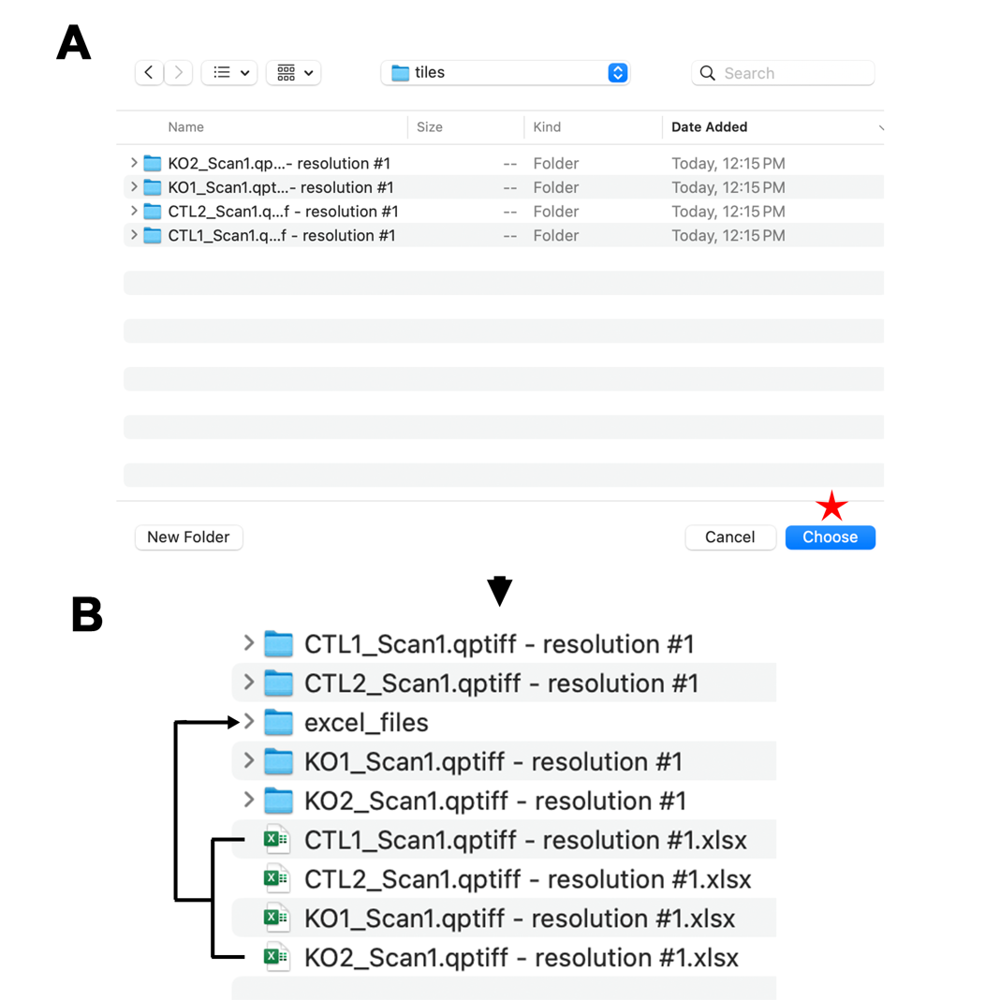 A
tiles
Search
Name Size Kind Date Added
KO2_Scan1.qp...- resolution #1 -- Folder Today, 12:15 PM
KO1_Scan1.qpt...- resolution #1 -- Folder Today, 12:15 PM
CTL2_Scan1.q...f - resolution #1 -- Folder Today, 12:15 PM
CTL1_Scan1.q...f - resolution #1 -- Folder Today, 12:15 PM
New Folder Cancel Choose
B
CTL1_Scan1.qptiff - resolution #1
CTL2_Scan1.qptiff - resolution #1
excel_files
KO1_Scan1.qptiff - resolution #1
KO2_Scan1.qptiff - resolution #1
CTL1_Scan1.qptiff - resolution #1.xlsx
CTL2_Scan1.qptiff - resolution #1.xlsx
KO1_Scan1.qptiff - resolution #1.xlsx
KO2_Scan1.qptiff - resolution #1.xlsx